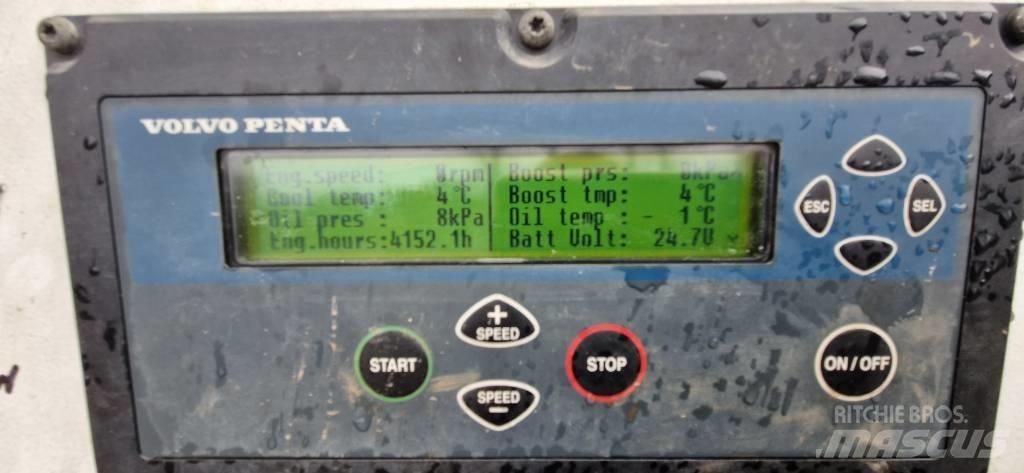 VOLVO PENTA
Eng.speed: 0rpm Boost prs: 0kPa
Cool temp: 4°C Boost tmp: 4°C
Oil pres : 8kPa Oil temp : - 1°C
Eng.hours:4152.1h Batt Volt: 24.7V
ESC
SEL
+
SPEED
START
STOP
ON/OFF
SPEED
-
RITCHIE BROS.
MASCUS